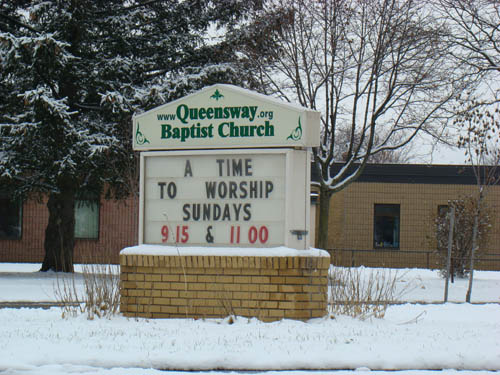 www.Queensway.org
Baptist Church
A TIME
TO WORSHIP
SUNDAYS
9 15 & 11 00